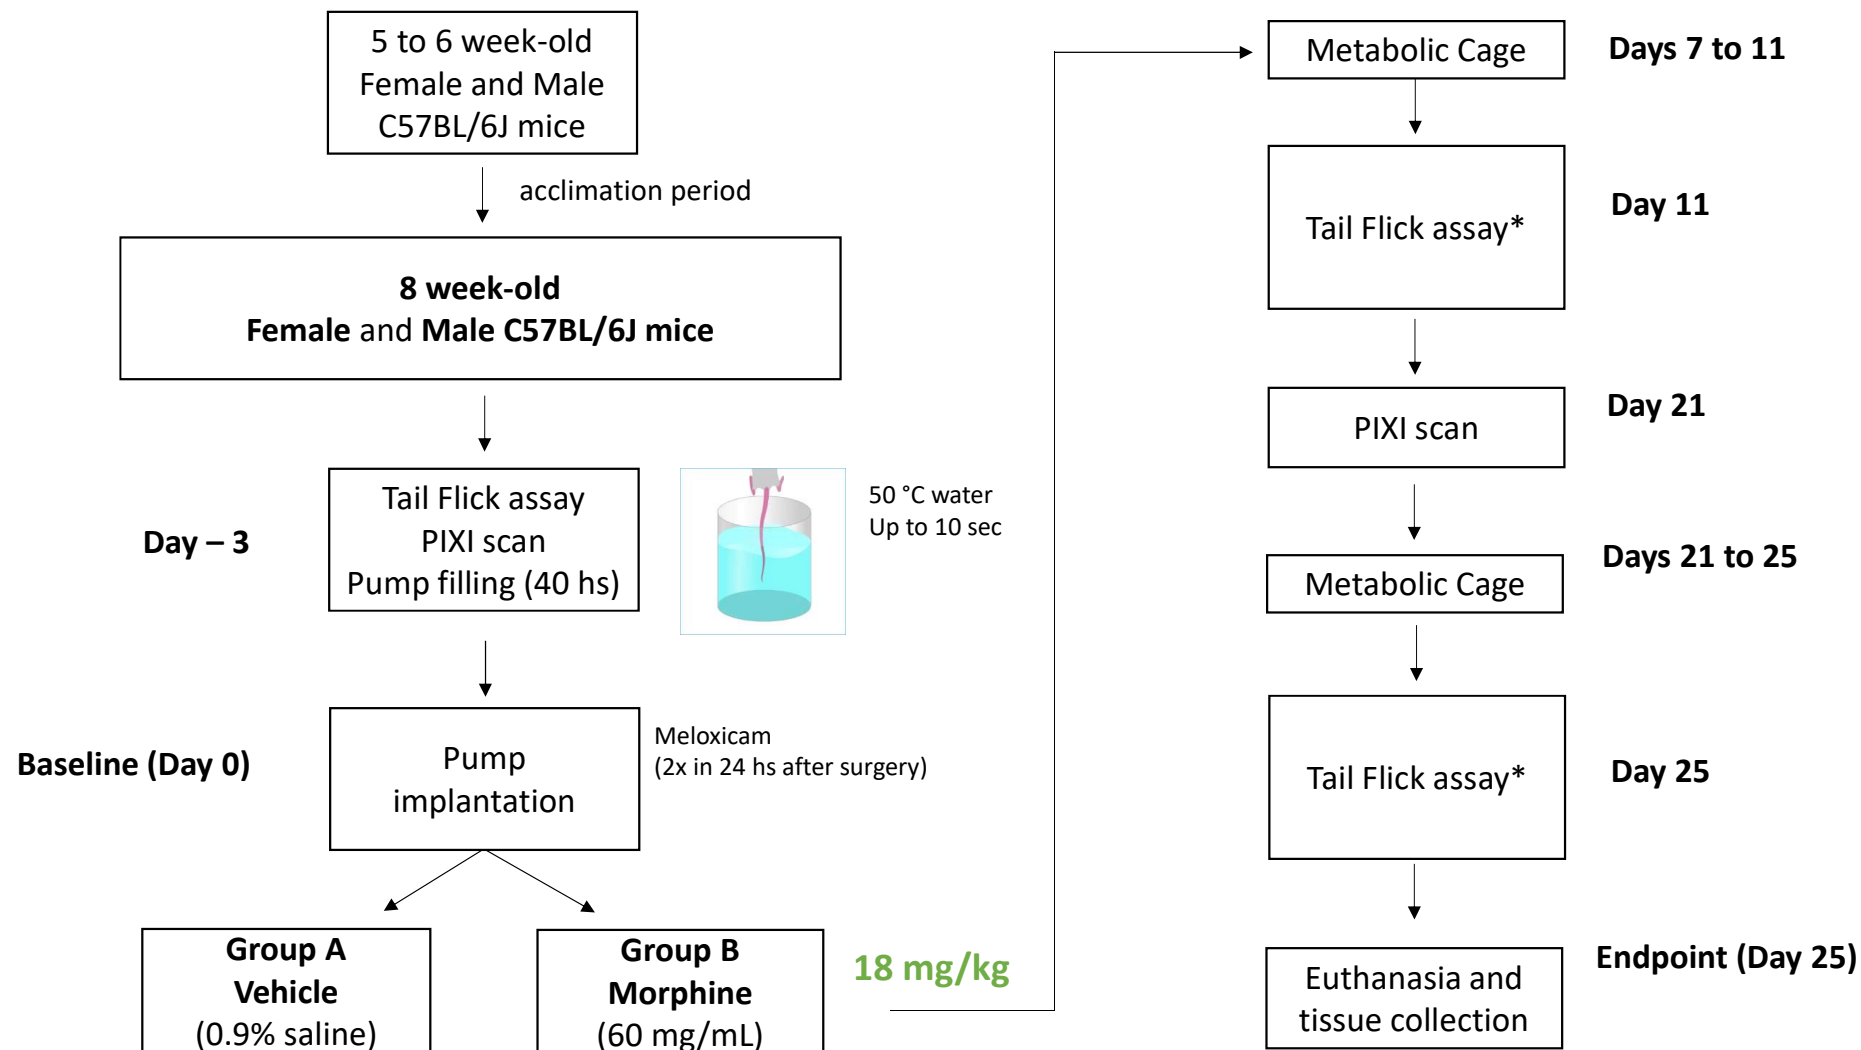 5 to 6 week-old
Female and Male
C57BL/6J mice
acclimation period
8 week-old
Female and Male C57BL/6J mice
Day – 3
Tail Flick assay
PIXI scan
Pump filling (40 hs)
50 °C water
Up to 10 sec
Baseline (Day 0)
Pump
implantation
Meloxicam
(2x in 24 hs after surgery)
Group A
Vehicle
(0.9% saline)
Group B
Morphine
(60 mg/mL)
18 mg/kg
Metabolic Cage
Days 7 to 11
Tail Flick assay*
Day 11
PIXI scan
Day 21
Metabolic Cage
Days 21 to 25
Tail Flick assay*
Day 25
Euthanasia and
tissue collection
Endpoint (Day 25)